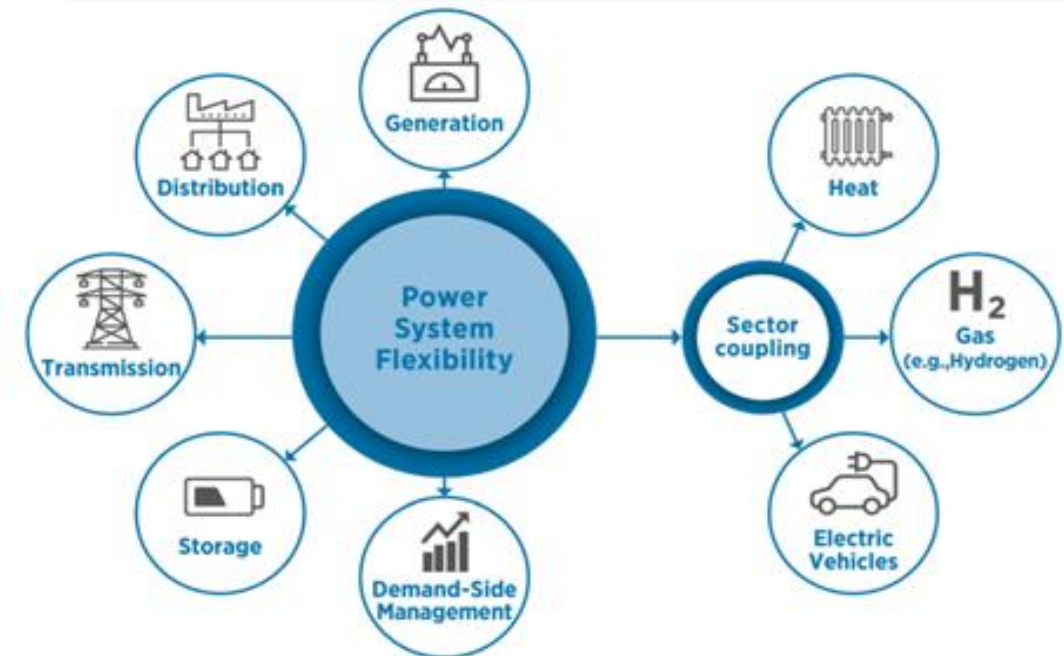 Generation
Distribution
Heat
Power
System
Flexibility
Sector
coupling
H₂
Gas
(e.g.,Hydrogen)
Transmission
Storage
Demand-Side
Management
Electric
Vehicles